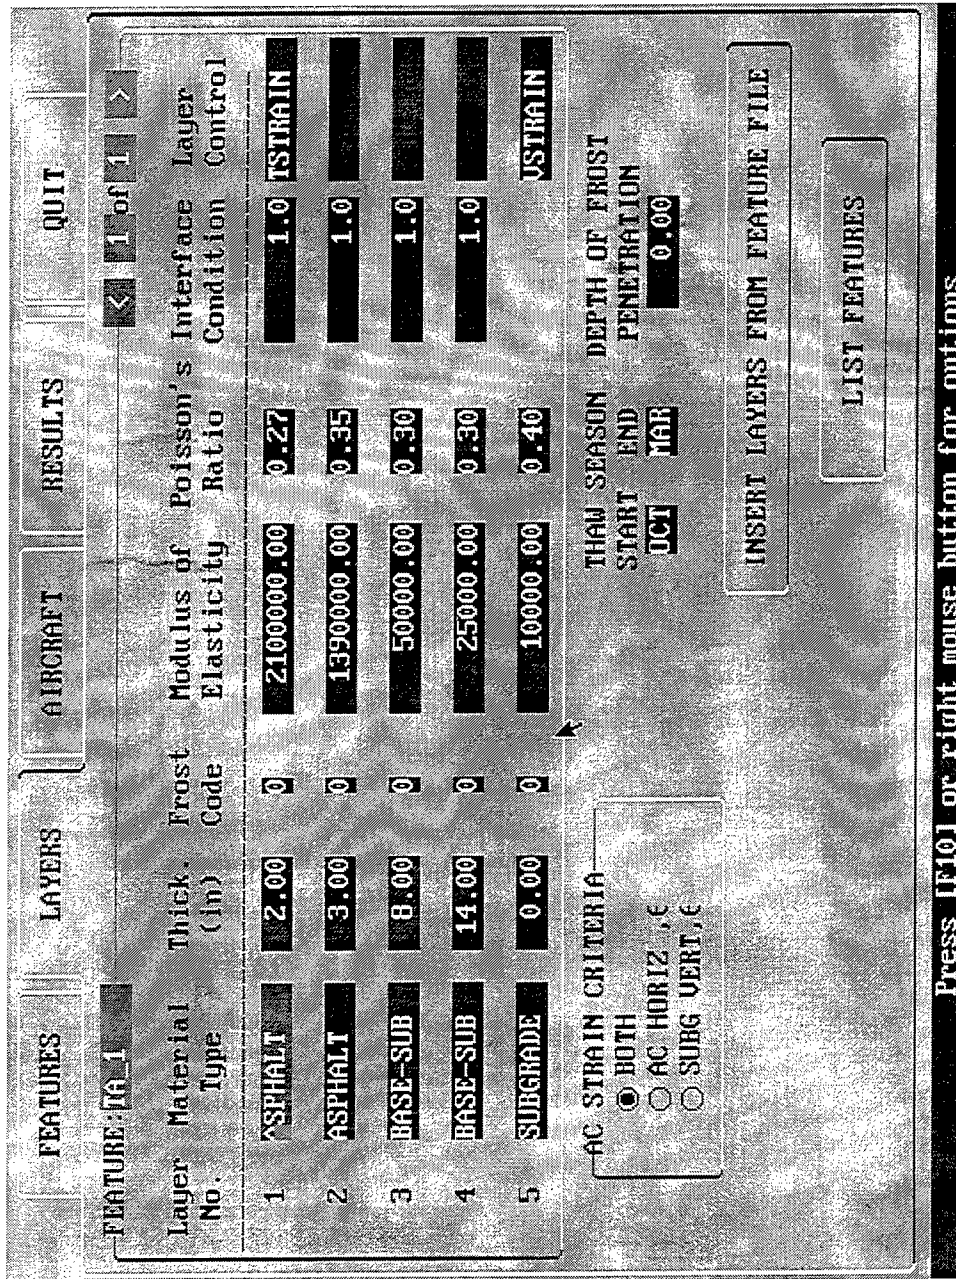 FEATURES LAYERS AIRCRAFT RESULTS QUIT
FEATURE: TA_1 < 1 of 1 >
Layer Material Thick. Frost Modulus of Poisson's Interface Layer
No. Type (in) Code Elasticity Ratio Condition Control
1 ASPHALT 2.00 0 2100000.00 0.27 1.0 TSTRAIN
2 ASPHALT 3.00 0 1390000.00 0.35 1.0
3 BASE-SUB 8.00 0 50000.00 0.30 1.0
4 BASE-SUB 14.00 0 25000.00 0.30 1.0
5 SUBGRADE 0.00 0 10000.00 0.40 VSTRAIN
AC STRAIN CRITERIA
BOTH
AC HORIZ ,ϵ
SUBG VERT,ϵ
THAW SEASON DEPTH OF FROST
START END PENETRATION
OCT MAR 0.00
INSERT LAYERS FROM FEATURE FILE
LIST FEATURES
Press [F10] or right mouse button for options